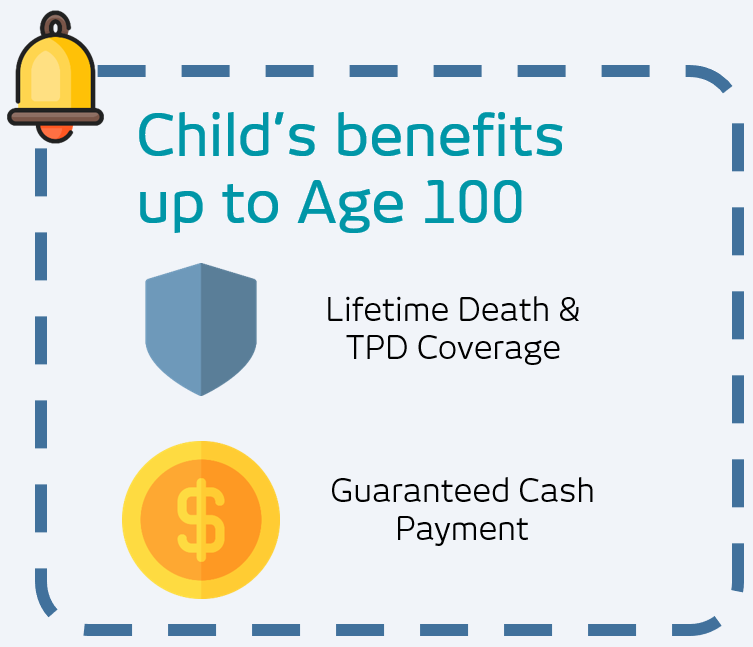 Child's benefits
up to Age 100
Lifetime Death &
TPD Coverage
$
Guaranteed Cash
Payment